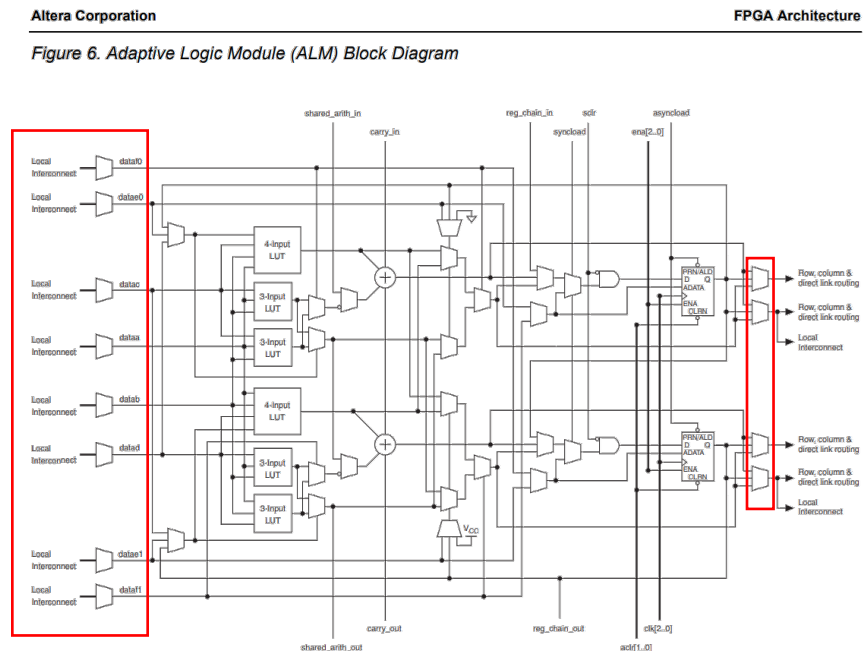 Altera Corporation
FPGA Architecture
Figure 6. Adaptive Logic Module (ALM) Block Diagram
shared_arith_in
carry_in
reg_chain_in
sclr
asyncload
syncload
ena[2..0]
Local
Interconnect
dataf0
Local
Interconnect
datae0
4-Input
LUT
Local
Interconnect
datac
3-Input
LUT
Local
Interconnect
dataa
3-Input
LUT
+
PRN/ALD
D Q
ADATA
ENA
CLRN
Row, column &
direct link routing
Row, column &
direct link routing
Local
Interconnect
Local
Interconnect
datab
4-Input
LUT
Local
Interconnect
datad
3-Input
LUT
3-Input
LUT
+
PRN/ALD
D Q
ADATA
ENA
CLRN
Row, column &
direct link routing
Row, column &
direct link routing
Local
Interconnect
VCC
Local
Interconnect
datae1
Local
Interconnect
dataf1
carry_out
reg_chain_out
clk[2..0]
shared_arith_out
aclr[1..0]